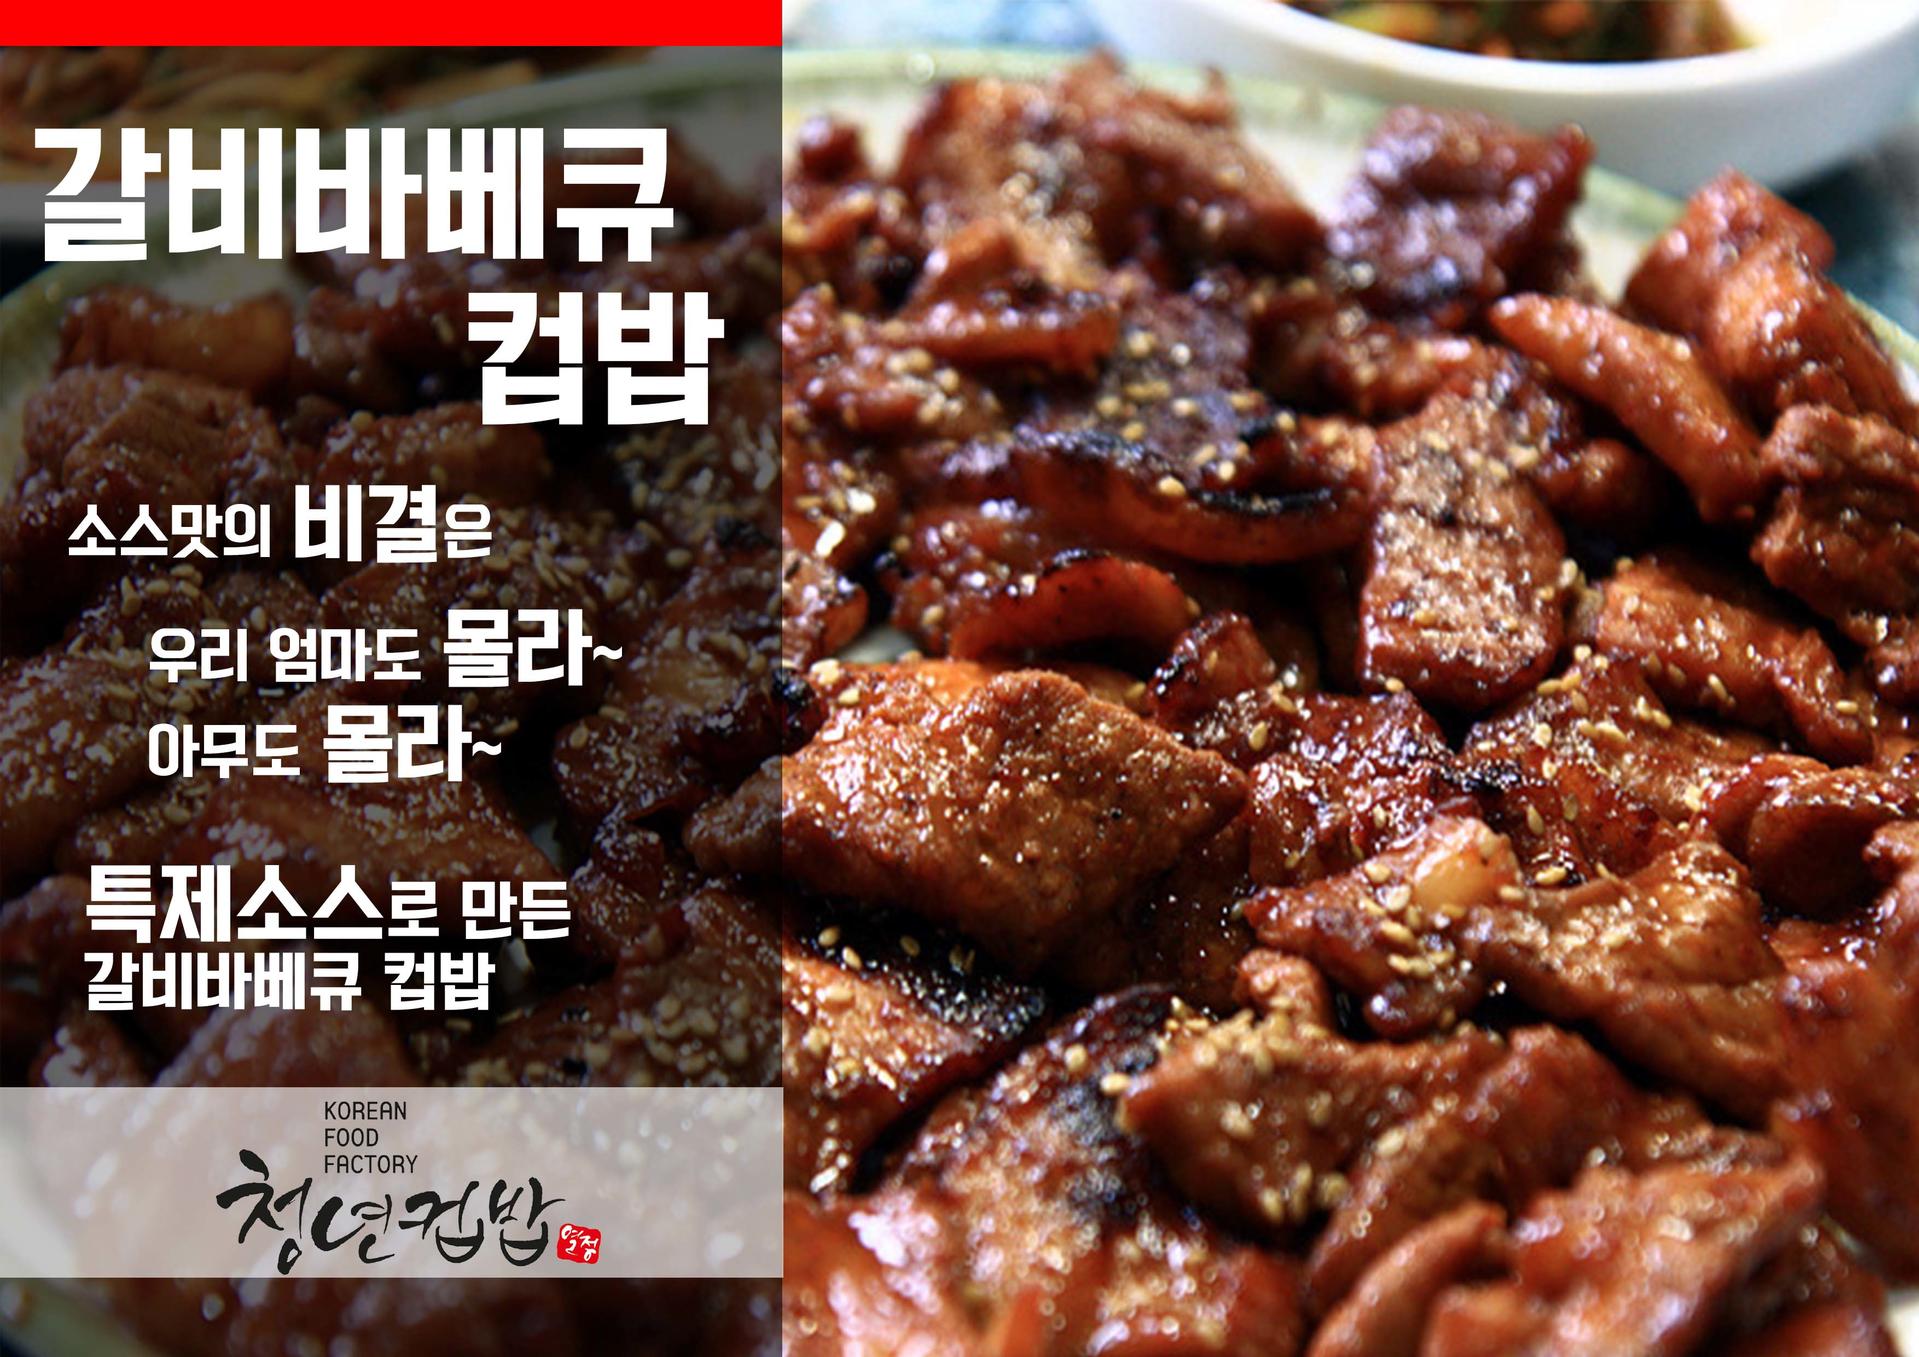 갈비바베큐
컵밥
소스맛의 비결은
우리 엄마도 몰라~
아무도 몰라~
특제소스로 만든
갈비바베큐 컵밥
KOREAN
FOOD
FACTORY
청년컵밥
열정